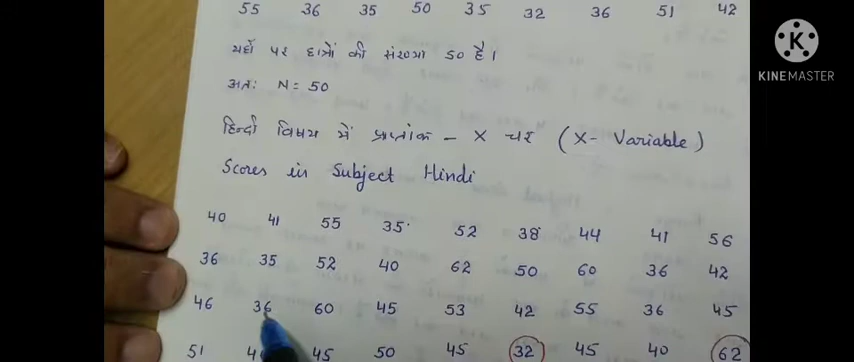 55 36 35 50 35 32 36 51 42
यहाँ पर छात्रों की संख्या 50 है।
अतः N = 50
हिन्दी विषय में प्राप्तांक - X चर (X- Variable)
Scores in Subject Hindi
40 41 55 35 52 38 44 41 56
36 35 52 40 62 50 60 36 42
46 36 60 45 53 42 55 36 45
51 45 50 45 32 45 40 62
KINEMASTER